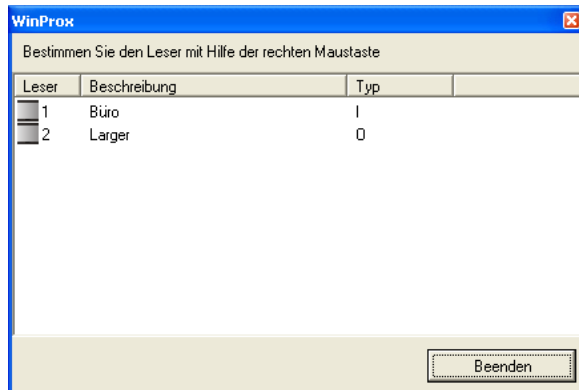 WinProx
Bestimmen Sie den Leser mit Hilfe der rechten Maustaste
Leser Beschreibung Typ
1 Büro I
2 Larger O
Beenden